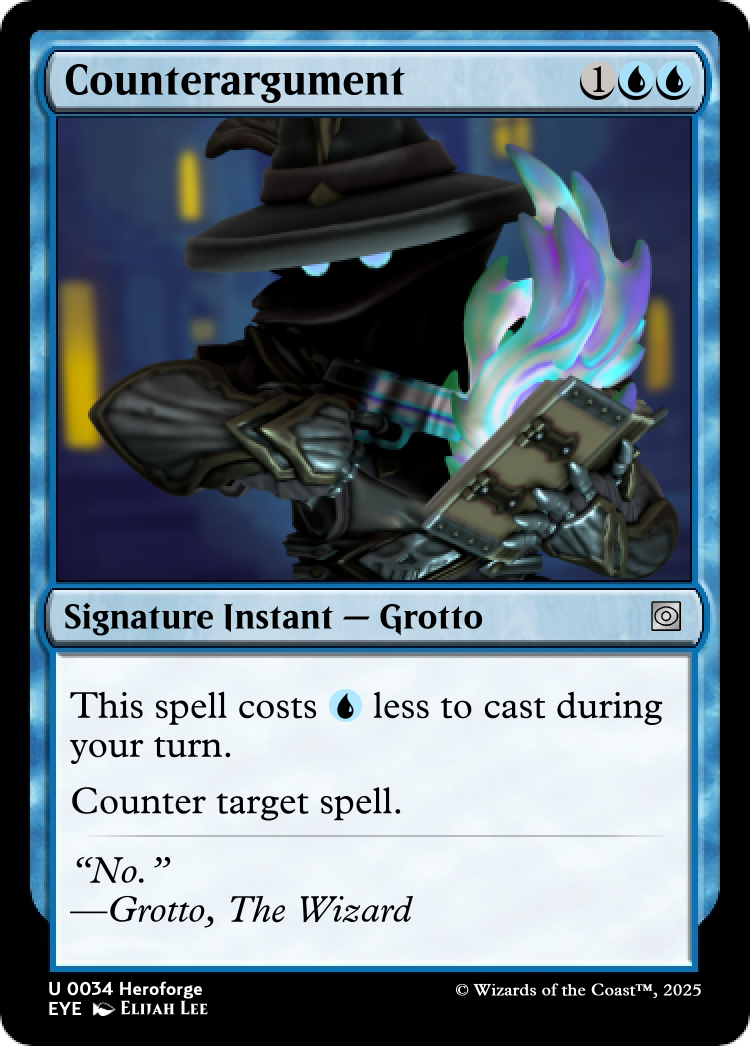 Counterargument 1
Signature Instant — Grotto
This spell costs less to cast during
your turn.
Counter target spell.
“No.”
—Grotto, The Wizard
U 0034 Heroforge
EYE Elijah Lee
© Wizards of the Coast™, 2025